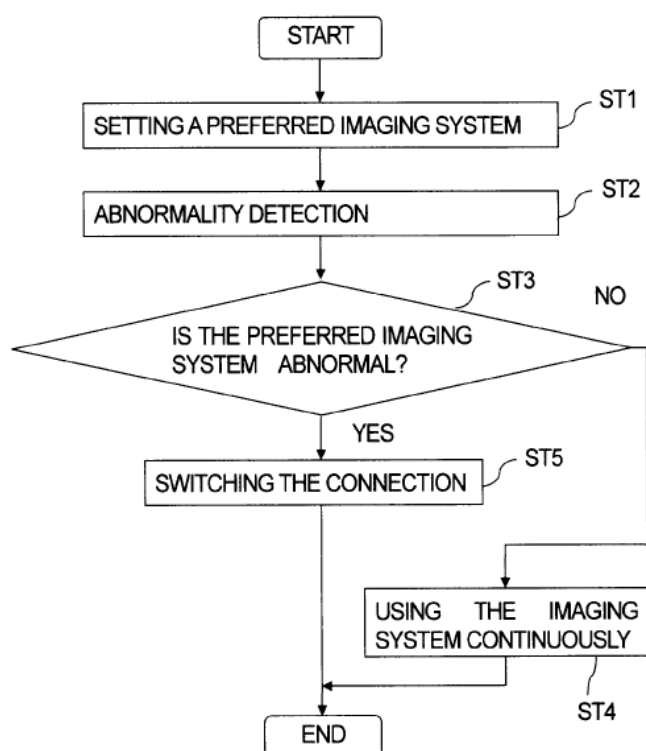 START
ST1
SETTING A PREFERRED IMAGING SYSTEM
ST2
ABNORMALITY DETECTION
ST3
NO
IS THE PREFERRED IMAGING
SYSTEM ABNORMAL?
YES
ST5
SWITCHING THE CONNECTION
USING THE IMAGING
SYSTEM CONTINUOUSLY
ST4
END